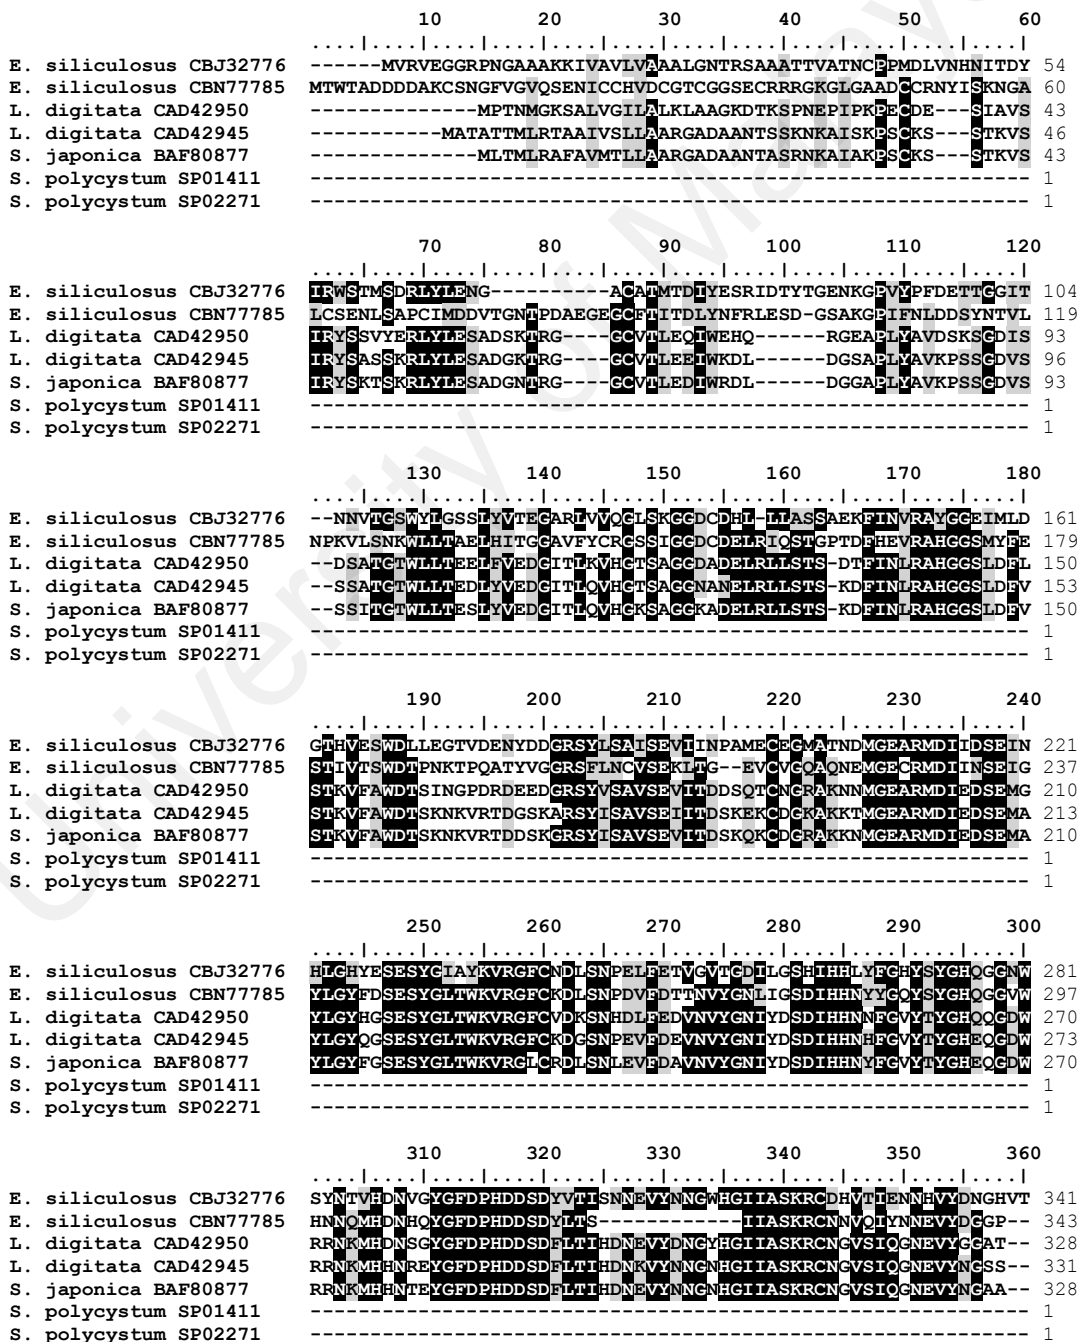 10 20 30 40 50 60
....|....|....|....|....|....|....|....|....|....|....|....|
E. siliculosus CBJ32776 ------MVRVEGGRPNGAAAKKIVAVLVAAALGNTRSAAATTVATNCPPMDLVNHNITDY 54
E. siliculosus CBN77785 MTWTADDDDAKCSNGFVGVQSENICCHVDCGTCGGSECRRRGKGLGAADCCRNYISKNGA 60
L. digitata CAD42950 --------------MPTNMGKSALVGILALKLAAGKDTKSPNEPIPKPECDE---SIAVS 43
L. digitata CAD42945 -----------MATATTMLRTAAIVSLLAARGADAANTSSKNKAISKPSCKS---STKVS 46
S. japonica BAF80877 --------------MLTMLRAFAVMTLLAARGADAANTASRNKAIAKPSCKS---STKVS 43
S. polycystum SP01411 ------------------------------------------------------------ 1
S. polycystum SP02271 ------------------------------------------------------------ 1
70 80 90 100 110 120
....|....|....|....|....|....|....|....|....|....|....|....|
E. siliculosus CBJ32776 IRWSTMSDRLYLENG----------ACATMTDIYESRIDTYTGENKGPVYPFDETTGGIT 104
E. siliculosus CBN77785 LCSENLSAPCIMDDVTGNTPDAEGEGCFTITDLYNFRLESD-GSAKGPIFNLDDSYNTVL 119
L. digitata CAD42950 IRYSSVYERLYLESADSKTRG----GCVTLEQIWEHQ------RGEAPLYAVDSKSGDIS 93
L. digitata CAD42945 IRYSASSKRLYLESADGKTRG----GCVTLEEIWKDL------DGSAPLYAVKPSSGDVS 96
S. japonica BAF80877 IRYSKTSKRLYLESADGNTRG----GCVTLEDIWRDL------DGGAPLYAVKPSSGDVS 93
S. polycystum SP01411 ------------------------------------------------------------ 1
S. polycystum SP02271 ------------------------------------------------------------ 1
130 140 150 160 170 180
....|....|....|....|....|....|....|....|....|....|....|....|
E. siliculosus CBJ32776 --NNVTGSWYLGSSLYVTEGARLVVQGLSKGGDCDHL-LLASSAEKFINVRAYGGEIMLD 161
E. siliculosus CBN77785 NPKVLSNKWLLTAELHITGGAVFYCRGSSIGGDCDELRIQSTGPTDFHEVRAHGGSMYFE 179
L. digitata CAD42950 --DSATGTWLLTEELFVEDGITLKVHGTSAGGDADELRLLSTS-DTFINLRAHGGSLDFL 150
L. digitata CAD42945 --SSATGTWLLTEDLYVEDGITLQVHGTSAGGNANELRLLSTS-KDFINLRAHGGSLDFV 153
S. japonica BAF80877 --SSITGTWLLTESLYVEDGITLQVHGKSAGGKADELRLLSTS-KDFINLRAHGGSLDFV 150
S. polycystum SP01411 ------------------------------------------------------------ 1
S. polycystum SP02271 ------------------------------------------------------------ 1
190 200 210 220 230 240
....|....|....|....|....|....|....|....|....|....|....|....|
E. siliculosus CBJ32776 GTHVESWDLLLEGTVDENYDDGRSYLSAISEVIINPAMECEGMATNDMGEARMDIIDSEIN 221
E. siliculosus CBN77785 STIVTSWDTPNKTPQATYVGGRSFLNCVSEKLTG--EVCVGQAQNEMGECRMDIINSEIG 237
L. digitata CAD42950 STKVFAWDTSINGPDRDEEDGRSYVSAVSEVITDDSQTCNGRAKNNMGEARMDIEDSEMG 210
L. digitata CAD42945 STKVFAWDTSKNKVRTDGSKARSYISAVSEIITDSKEKCDGKAKKTMGEARMDIEDSEMA 213
S. japonica BAF80877 STKVFAWDTSKNKVRTDDSKGRSYISAVSEVITDSKQKCDGRAKKNMGEARMDIEDSEMA 210
S. polycystum SP01411 ------------------------------------------------------------ 1
S. polycystum SP02271 ------------------------------------------------------------ 1
250 260 270 280 290 300
....|....|....|....|....|....|....|....|....|....|....|....|
E. siliculosus CBJ32776 HLGHYESESYGIAYKVRGFCNDLSNPELFETVGVTGDILGSHIHHLYFGHYSYGHQGGNW 281
E. siliculosus CBN77785 YLGYFDSESYGLTWKVRGFCKDLSNPDVFDTTNVYGNLIGSDIHHNYYGQYSYGHQGGVW 297
L. digitata CAD42950 YLGYHGSESYGLTWKVRGFCVDKSNHDLFEDVNVYGNIYDSDIHHNNFGVYTYGHQQGDW 270
L. digitata CAD42945 YLGYQGSESYGLTWKVRGFCKDGSNPEVFDEVNVYGNIYDSDIHHNHFGVYTYGHEQGDW 273
S. japonica BAF80877 YLGYFGSESYGLTWKVRGLCRDLSNLEVFDAVNVYGNIYDSDIHHNYFGVYTYGHEQGDW 270
S. polycystum SP01411 ------------------------------------------------------------ 1
S. polycystum SP02271 ------------------------------------------------------------ 1
310 320 330 340 350 360
....|....|....|....|....|....|....|....|....|....|....|....|
E. siliculosus CBJ32776 SYNTVHDNVGYGFDPHDDSDYVTISNNEVYNNGWHGIIASKRCDHVTIENNHVYDNGHVT 341
E. siliculosus CBN77785 HNNQMHDNHQYGFDPHDDSDYLTS------------IIASKRCNNVQIYNNEVYDGGP-- 343
L. digitata CAD42950 RRNKMHDNSGYGFDPHDDSDFLTIHDNEVYDNGYHGIIASKRCNGVSIQGNEVYGGAT-- 328
L. digitata CAD42945 RRNKMHHNREYGFDPHDDSDFLTIHDNKVYNNGNHGIIASKRCNGVSIQGNEVYNGSS-- 331
S. japonica BAF80877 RRNKMHHNTEYGFDPHDDSDFLTIHDNEVYNNGNHGIIASKRCNGVSIQGNEVYNGAA-- 328
S. polycystum SP01411 ------------------------------------------------------------ 1
S. polycystum SP02271 ------------------------------------------------------------ 1